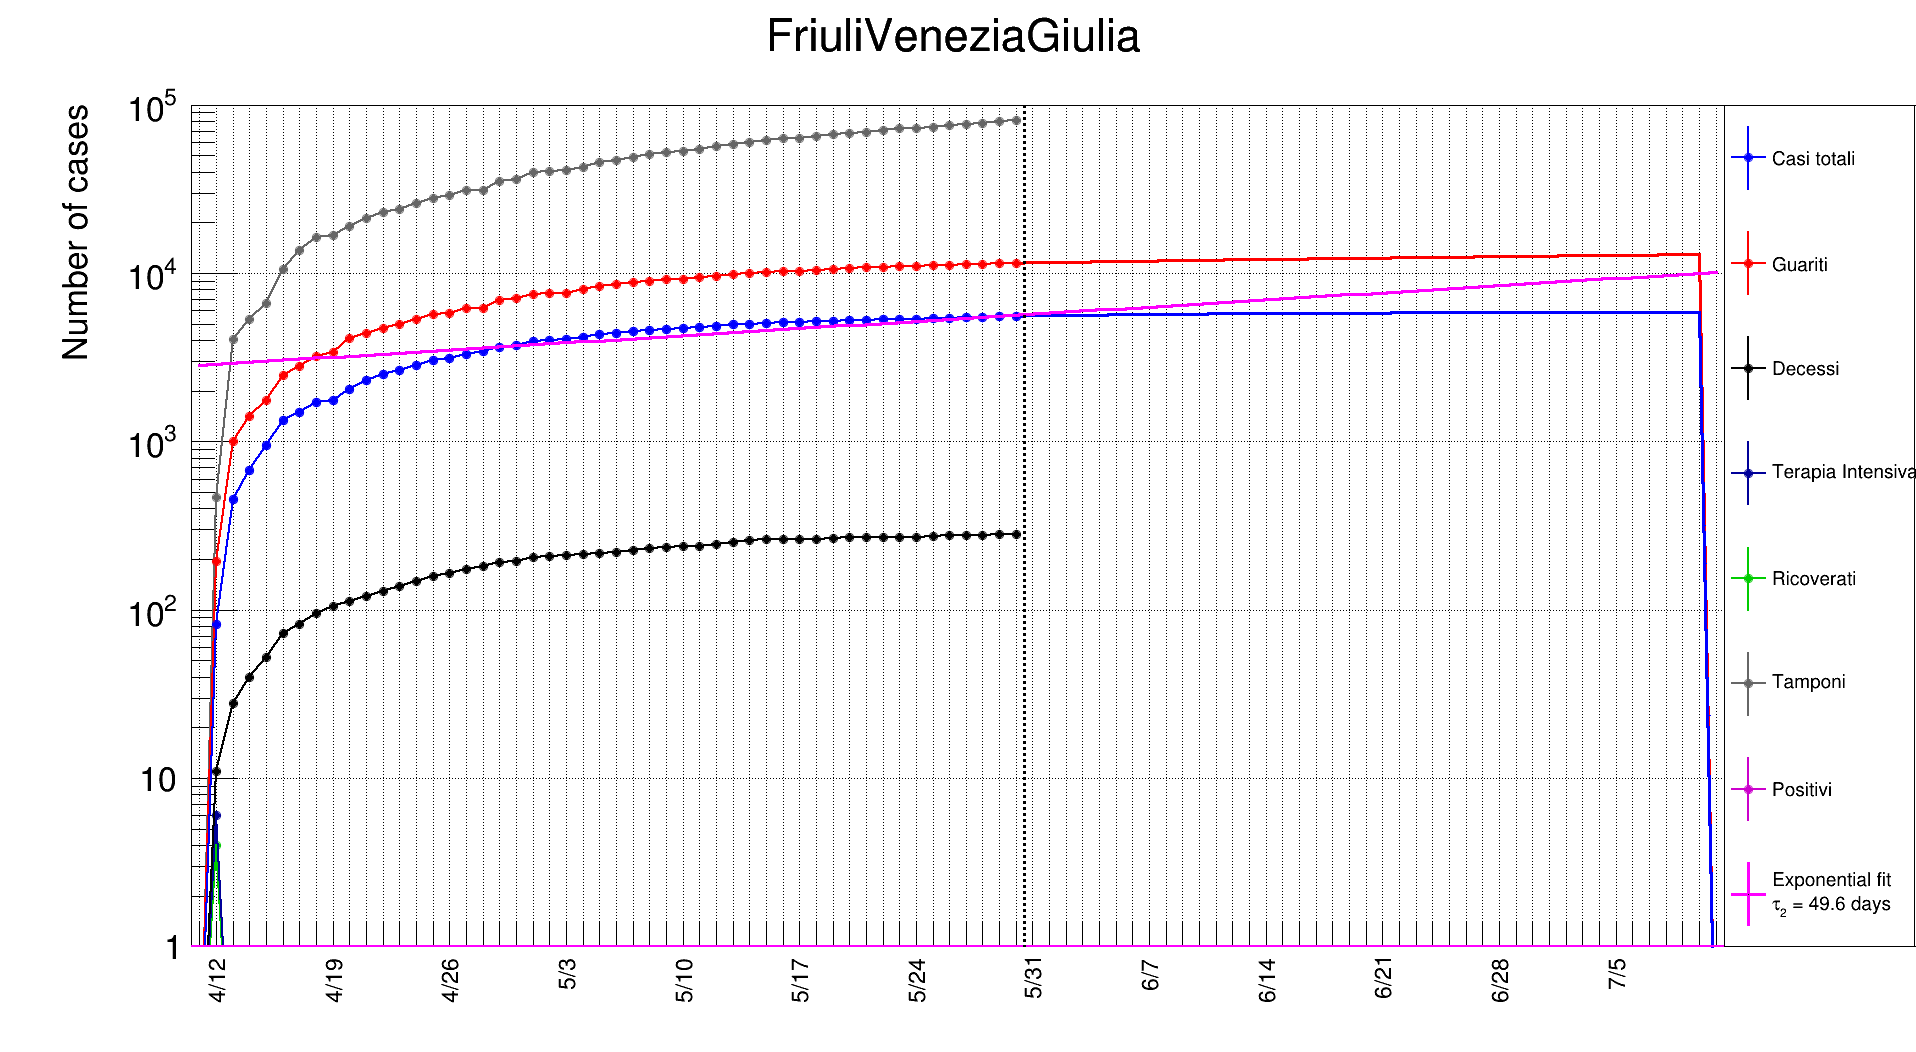 FriuliVeneziaGiulia
Number of cases
10^5
10^4
10^3
10^2
10
1
4/12
4/19
4/26
5/3
5/10
5/17
5/24
5/31
6/7
6/14
6/21
6/28
7/5
Casi totali
Guariti
Decessi
Terapia Intensiva
Ricoverati
Tamponi
Positivi
Exponential fit
τ₂ = 49.6 days